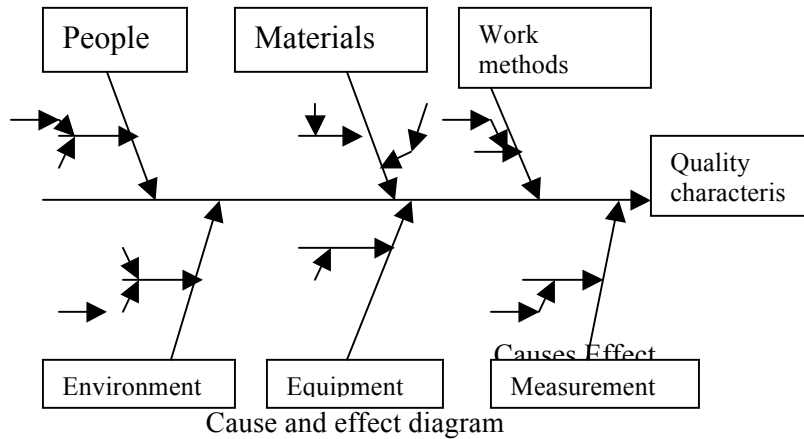 People
Materials
Work
methods
Quality
characteris
Causes Effect
Environment
Equipment
Measurement
Cause and effect diagram